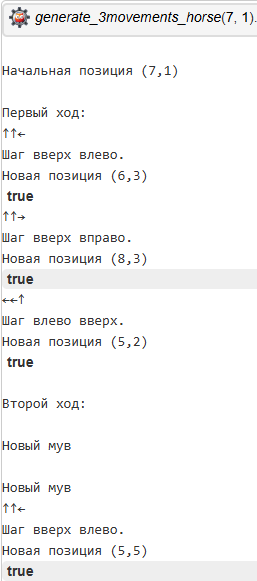 generate_3movements_horse(7, 1).
Начальная позиция (7,1)
Первый ход:
↑↑←
Шаг вверх влево.
Новая позиция (6,3)
true
↑↑→
Шаг вверх вправо.
Новая позиция (8,3)
true
←←↑
Шаг влево вверх.
Новая позиция (5,2)
true
Второй ход:
Новый мув
Новый мув
↑↑←
Шаг вверх влево.
Новая позиция (5,5)
true